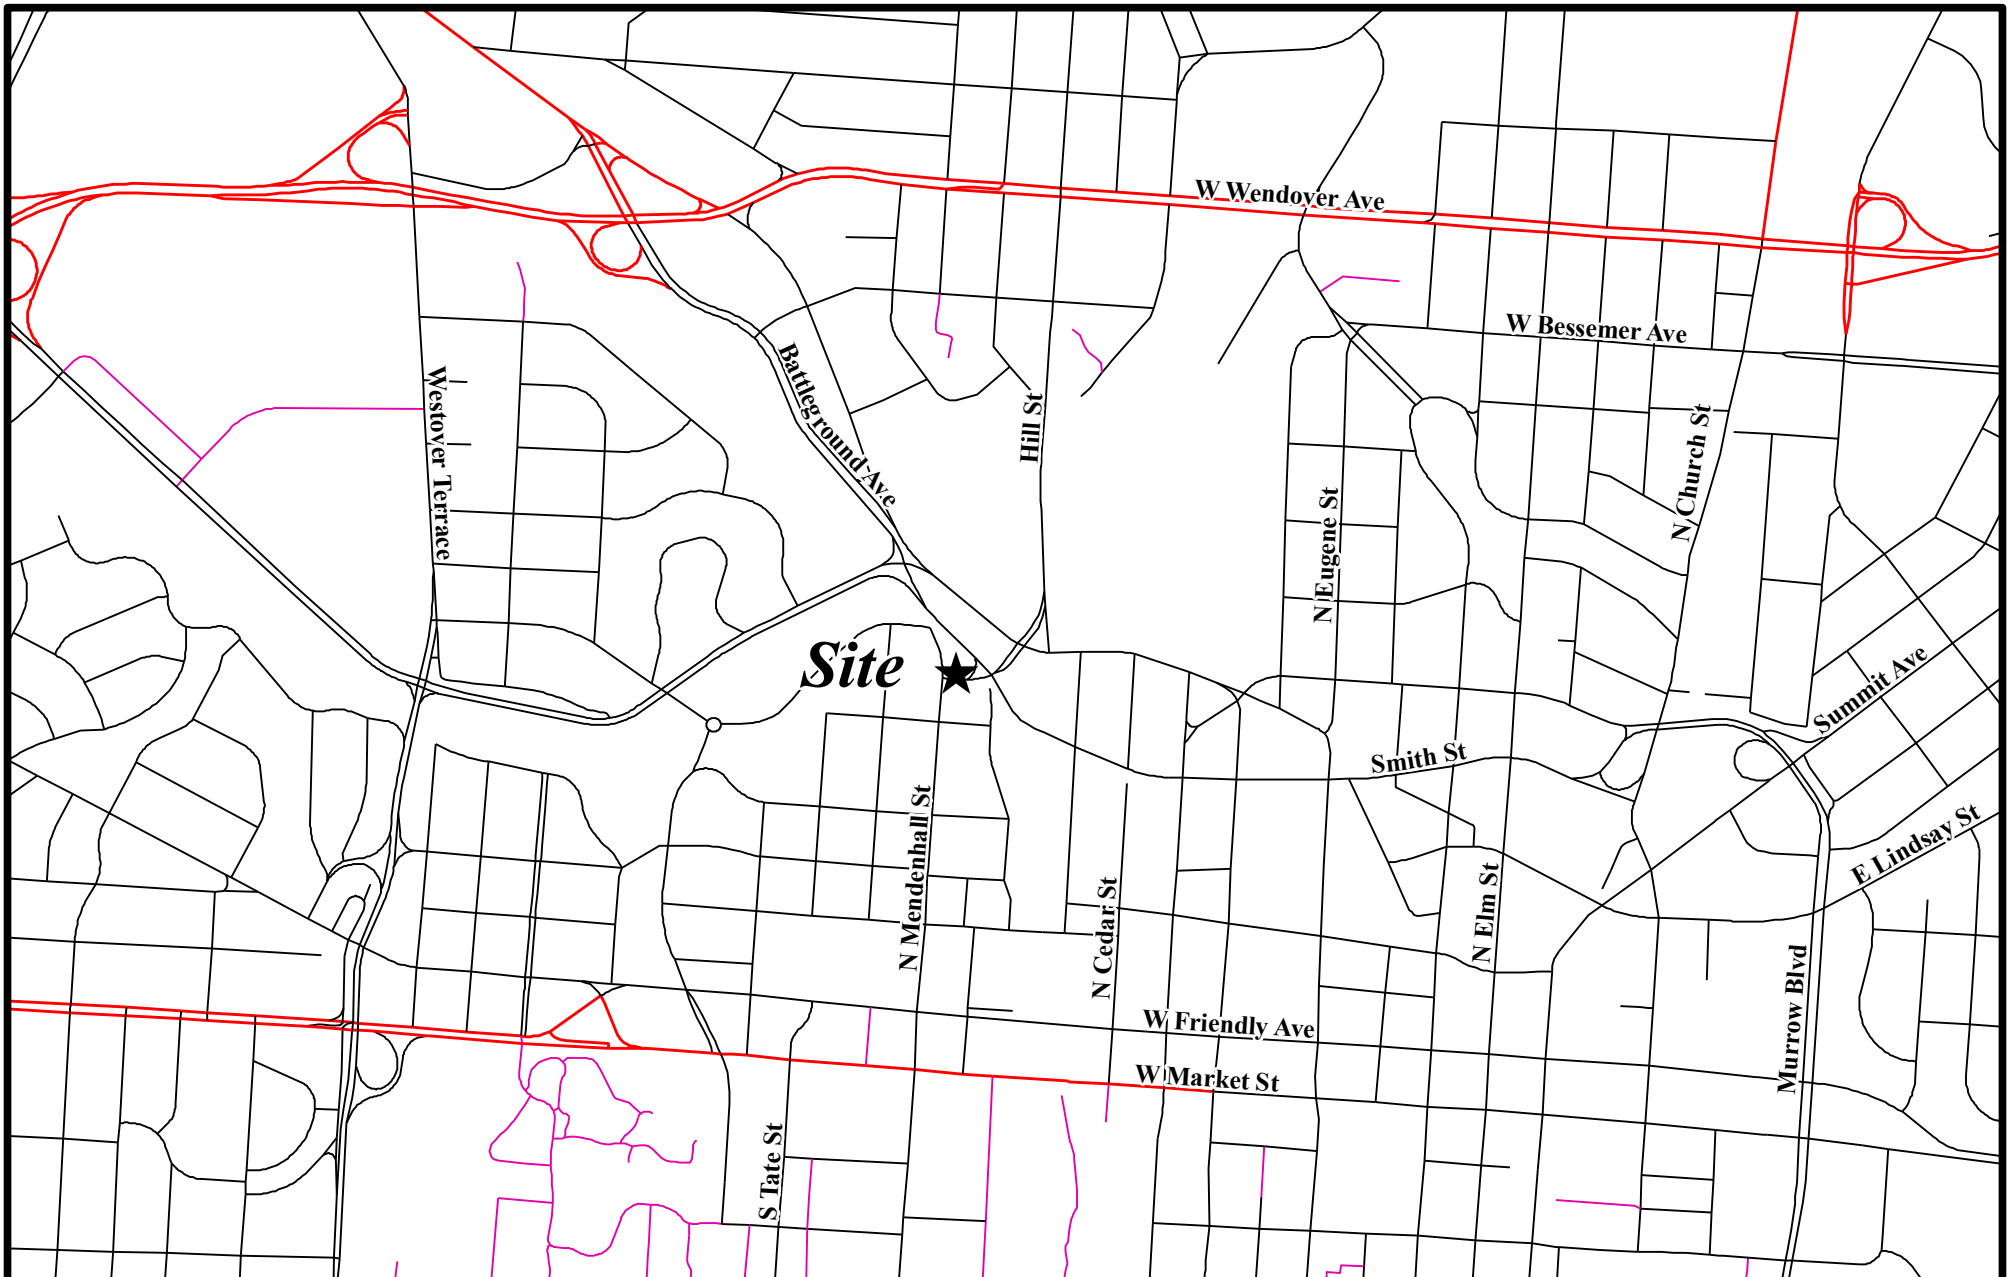 W Wendover Ave
W Bessemer Ave
Battleground Ave
Westover Terrace
Hill St
N Church St
N Eugene St
Site
Summit Ave
Smith St
N Mendenhall St
E Lindsay St
N Cedar St
N Elm St
Murrow Blvd
W Friendly Ave
W Market St
S Tate St